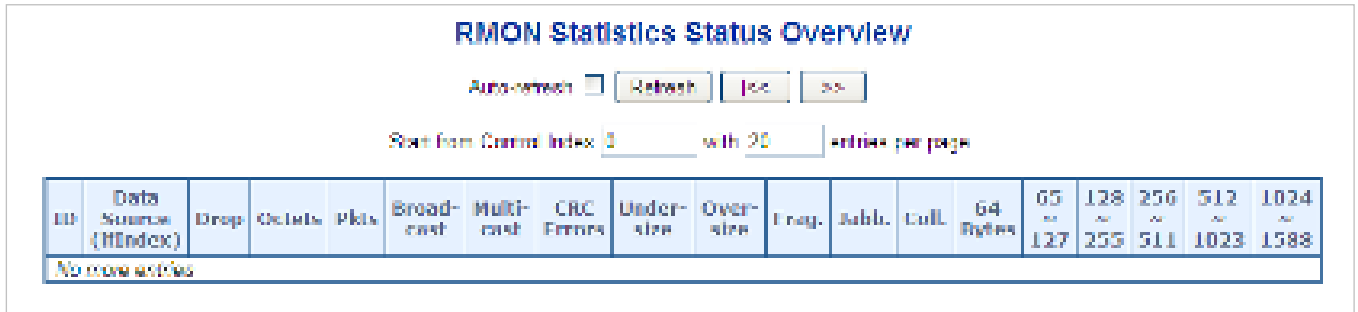 RMON Statistics Status Overview
Auto-refresh Refresh |<< >>
Start from Control Index 0 with 20 entries per page
ID Data Source (ifIndex) Drop Octets Pkts Broad-cast Multi-cast CRC Errors Under-size Over-size Frag. Jabb. Coll. 64 Bytes 65 ~ 127 128 ~ 255 256 ~ 511 512 ~ 1023 1024 ~ 1588
No more entries